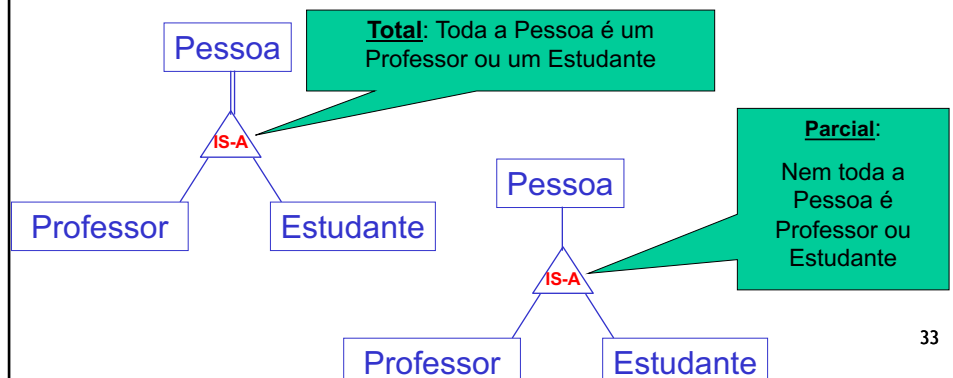 Pessoa
Total: Toda a Pessoa é um
Professor ou um Estudante
IS-A
Professor
Estudante
Parcial:
Nem toda a
Pessoa é
Professor ou
Estudante
Pessoa
IS-A
Professor
Estudante
33